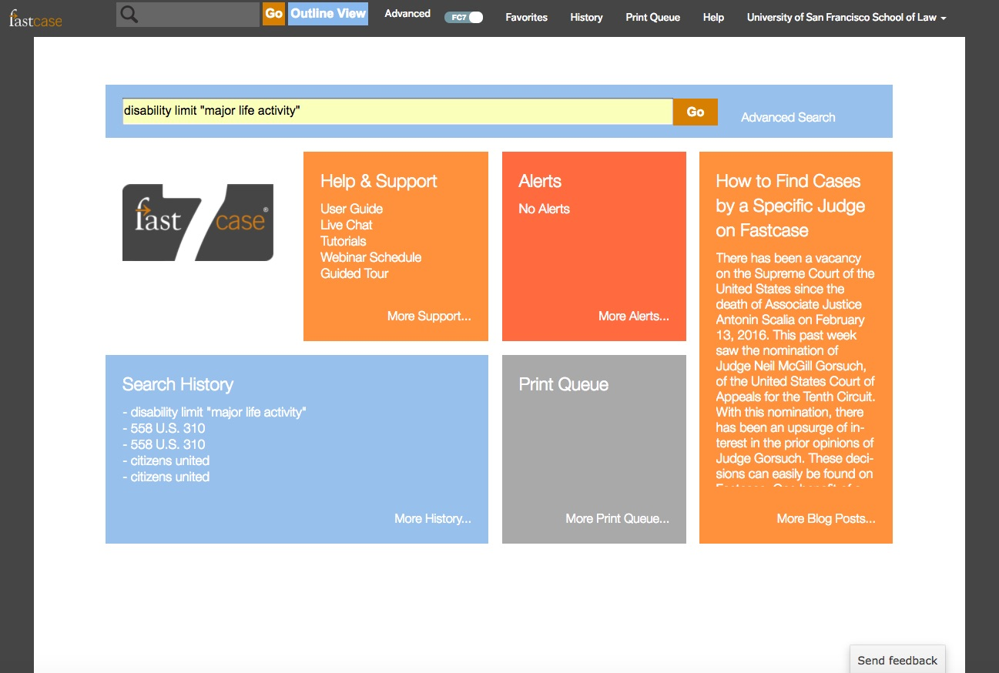 fastcase
Go
Outline View
Advanced
FC7
Favorites
History
Print Queue
Help
University of San Francisco School of Law
disability limit "major life activity"
Go
Advanced Search
fast 7 case®
Help & Support
User Guide
Live Chat
Tutorials
Webinar Schedule
Guided Tour
More Support...
Alerts
No Alerts
More Alerts...
How to Find Cases
by a Specific Judge
on Fastcase
There has been a vacancy
on the Supreme Court of the
United States since the
death of Associate Justice
Antonin Scalia on February
13, 2016. This past week
saw the nomination of
Judge Neil McGill Gorsuch,
of the United States Court of
Appeals for the Tenth Circuit.
With this nomination, there
has been an upsurge of in-
terest in the prior opinions of
Judge Gorsuch. These deci-
sions can easily be found on
More Blog Posts...
Search History
- disability limit "major life activity"
- 558 U.S. 310
- 558 U.S. 310
- citizens united
- citizens united
More History...
Print Queue
More Print Queue...
Send feedback